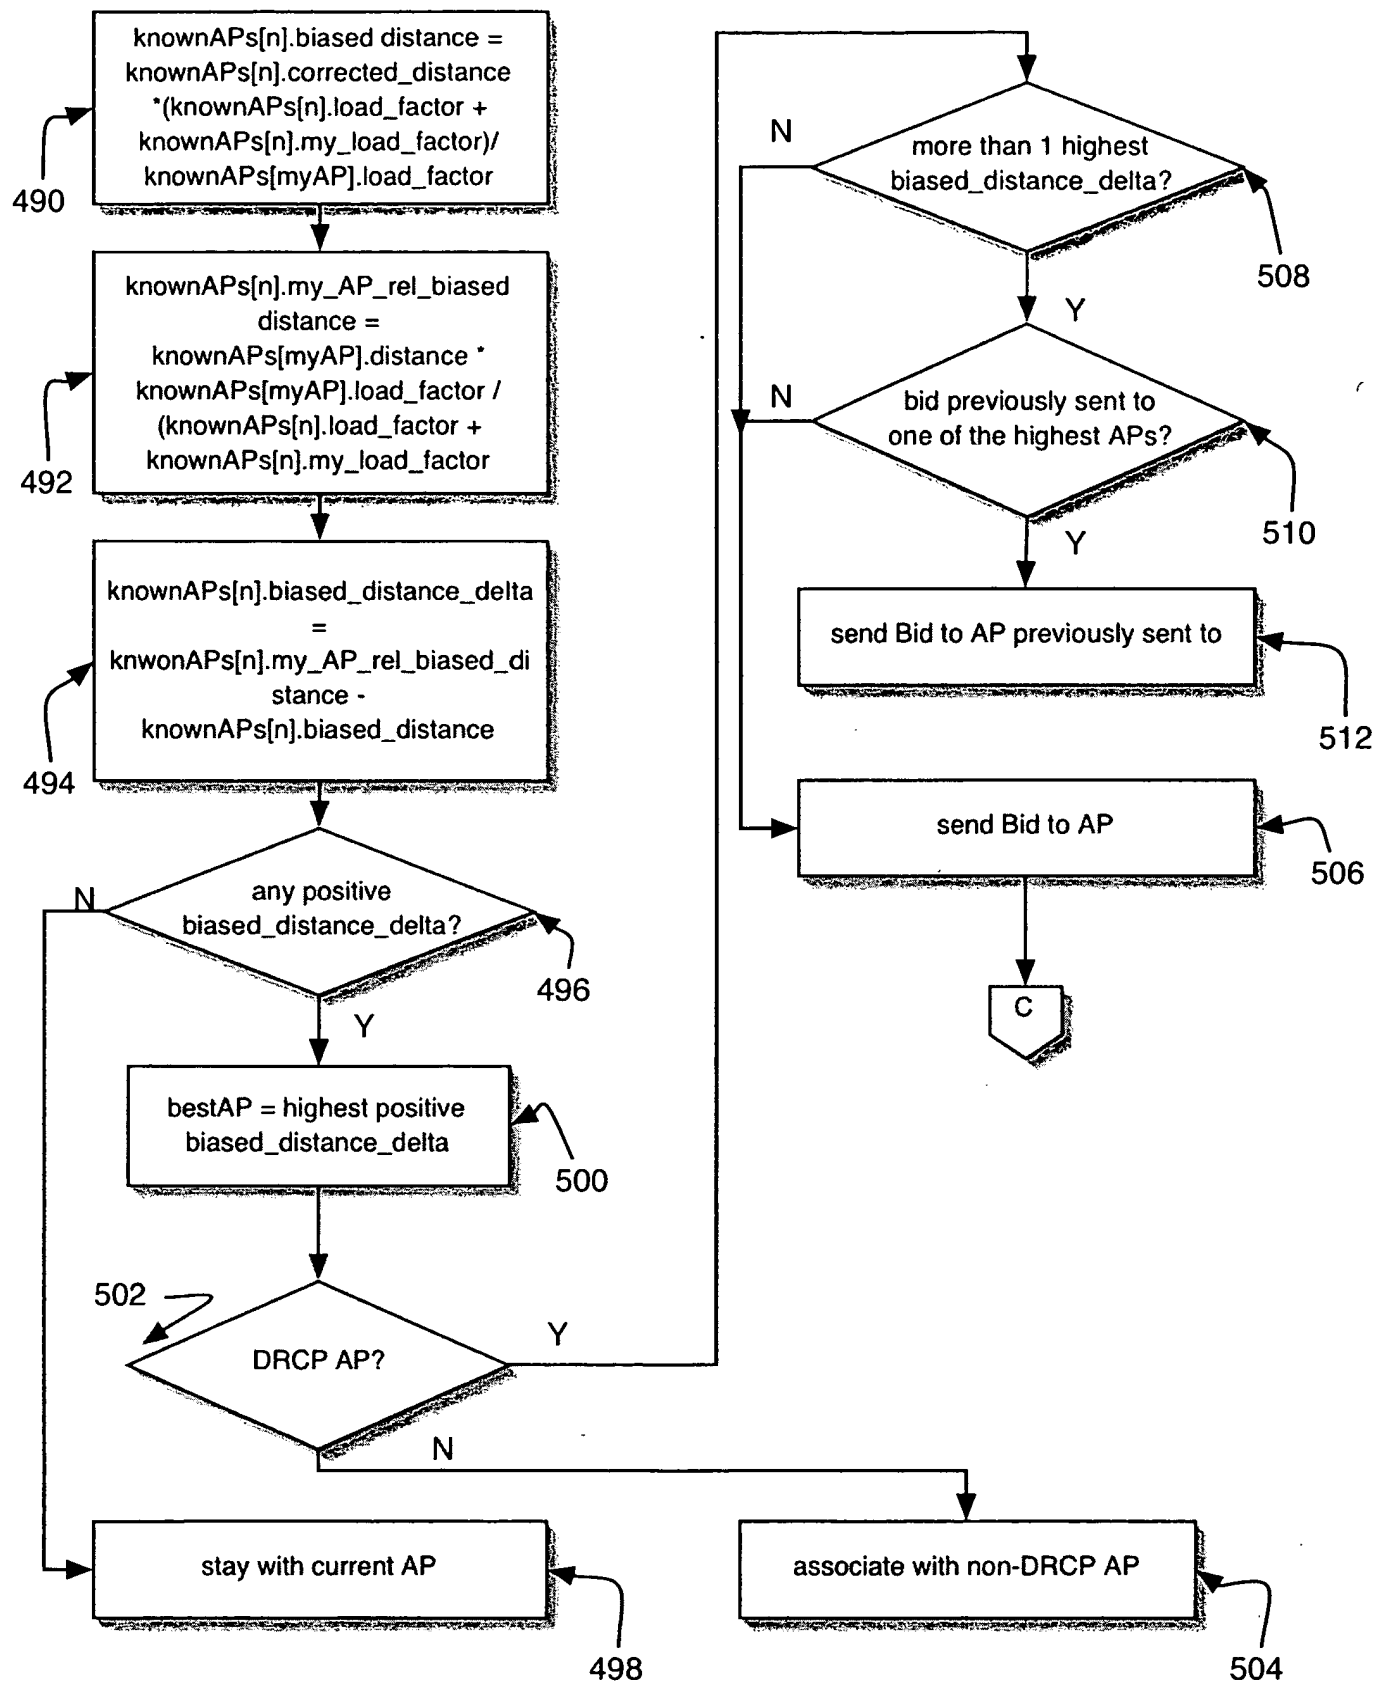 knownAPs[n].biased distance =
knownAPs[n].corrected_distance
*(knownAPs[n].load_factor +
knownAPs[n].my_load_factor)/
knownAPs[myAP].load_factor
490
knownAPs[n].my_AP_rel_biased
distance =
knownAPs[myAP].distance *
knownAPs[myAP].load_factor /
(knownAPs[n].load_factor +
knownAPs[n].my_load_factor
492
knownAPs[n].biased_distance_delta
=
knwonAPs[n].my_AP_rel_biased_di
stance -
knownAPs[n].biased_distance
494
any positive
biased_distance_delta?
N
496
Y
bestAP = highest positive
biased_distance_delta
500
502
DRCP AP?
Y
N
stay with current AP
498
associate with non-DRCP AP
504
more than 1 highest
biased_distance_delta?
N
508
Y
bid previously sent to
one of the highest APs?
N
510
Y
send Bid to AP previously sent to
512
send Bid to AP
506
C